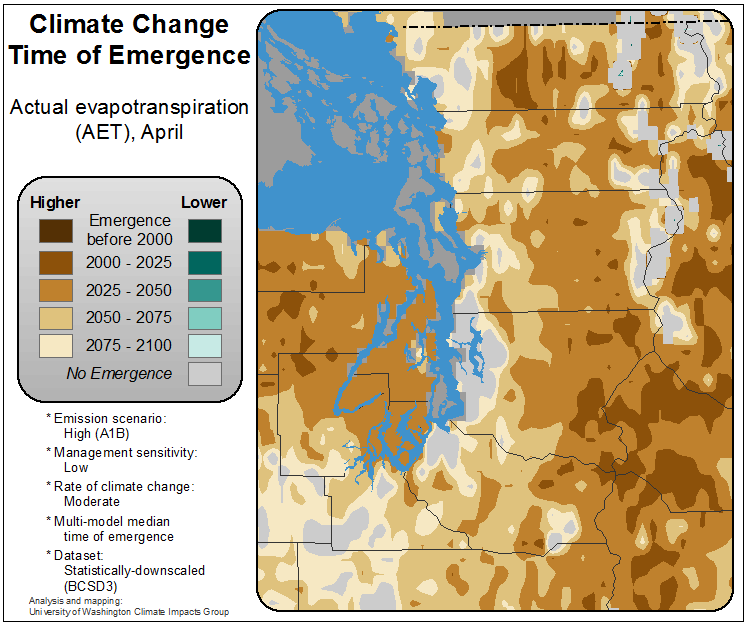 Climate Change
Time of Emergence
Actual evapotranspiration
(AET), April
Higher
Lower
Emergence
before 2000
2000 - 2025
2025 - 2050
2050 - 2075
2075 - 2100
No Emergence
* Emission scenario:
High (A1B)
* Management sensitivity:
Low
* Rate of climate change:
Moderate
* Multi-model median
time of emergence
* Dataset:
Statistically-downscaled
(BCSD3)
Analysis and mapping:
University of Washington Climate Impacts Group